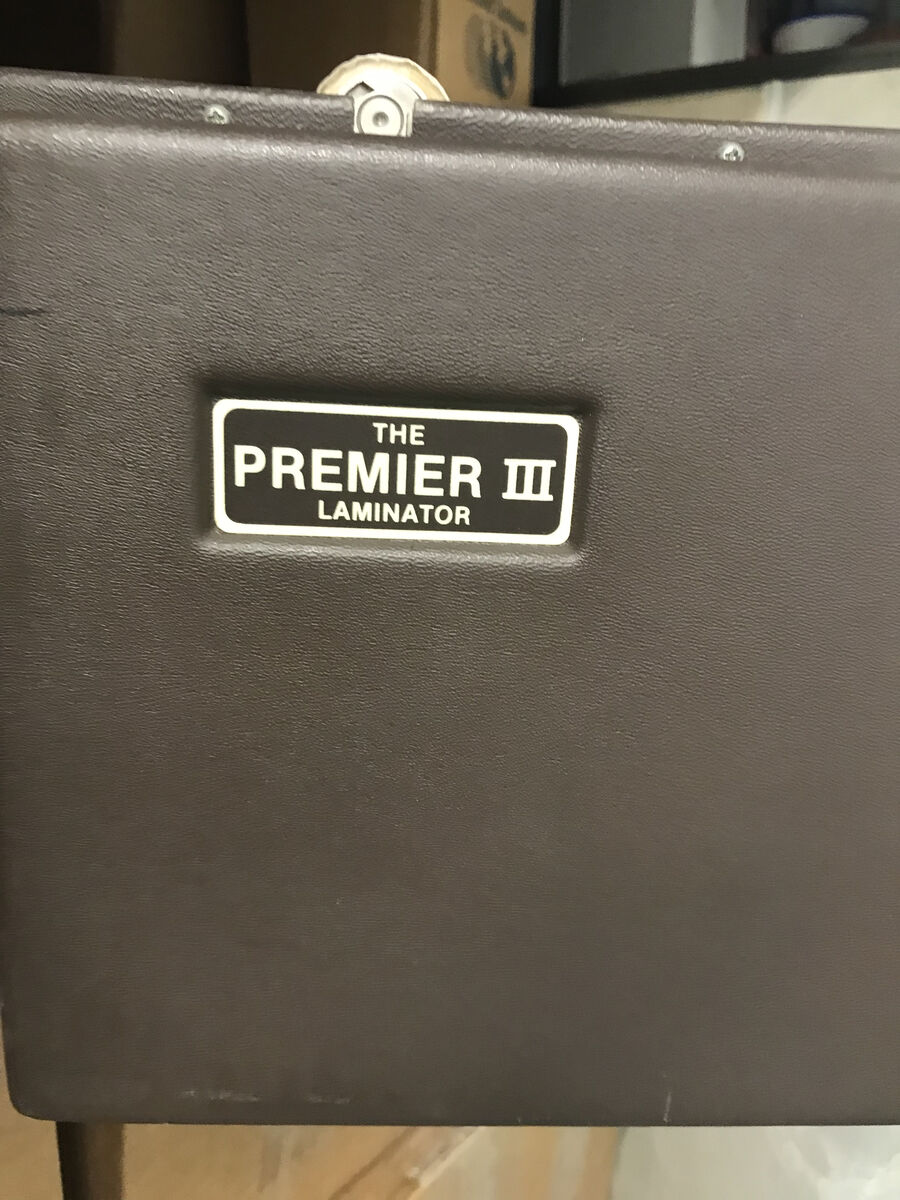 THE
PREMIER III
LAMINATOR